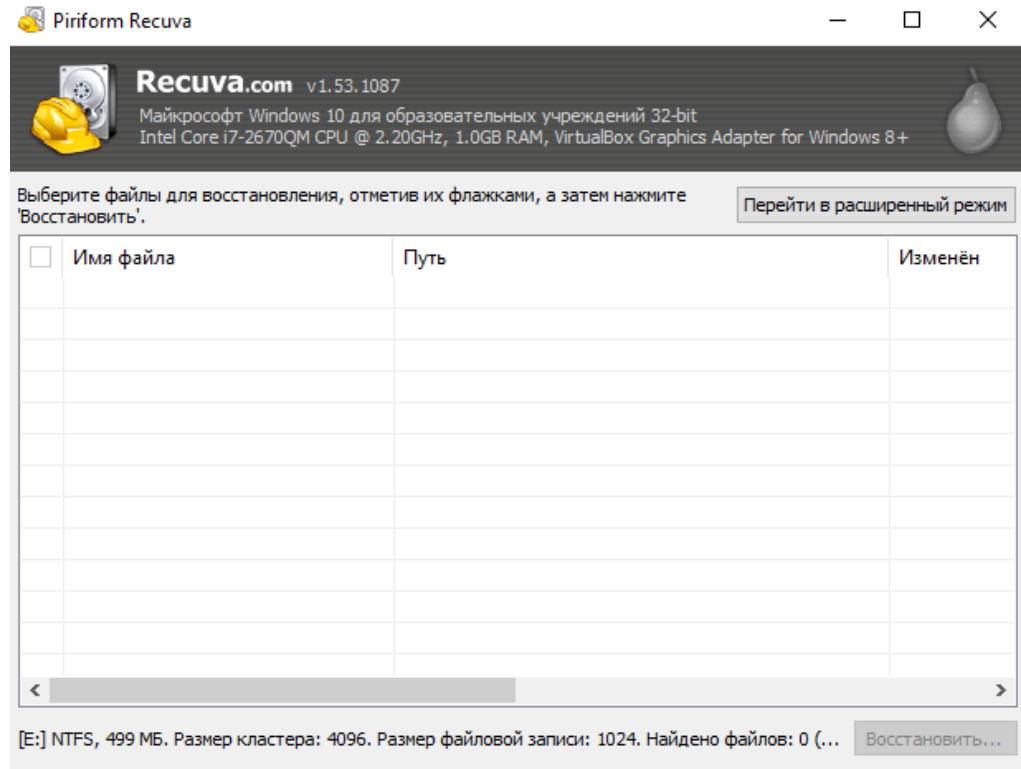 Piriform Recuva
Recuva.com v1.53.1087
Майкрософт Windows 10 для образовательных учреждений 32-bit
Intel Core i7-2670QM CPU @ 2.20GHz, 1.0GB RAM, VirtualBox Graphics Adapter for Windows 8+
Выберите файлы для восстановления, отметив их флажками, а затем нажмите
'Восстановить'.
Перейти в расширенный режим
Имя файла Путь Изменён
[E:] NTFS, 499 МБ. Размер кластера: 4096. Размер файловой записи: 1024. Найдено файлов: 0 (...
Восстановить...